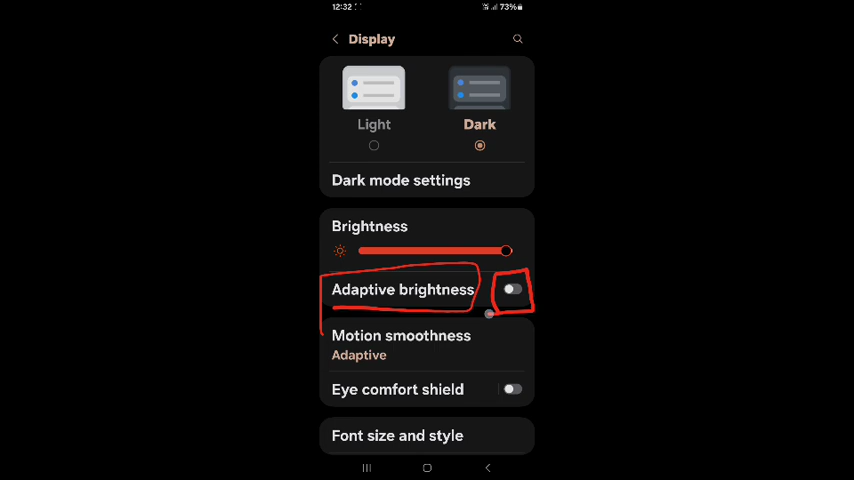 12:32
73%
Display
Light
Dark
Dark mode settings
Brightness
Adaptive brightness
Motion smoothness
Adaptive
Eye comfort shield
Font size and style